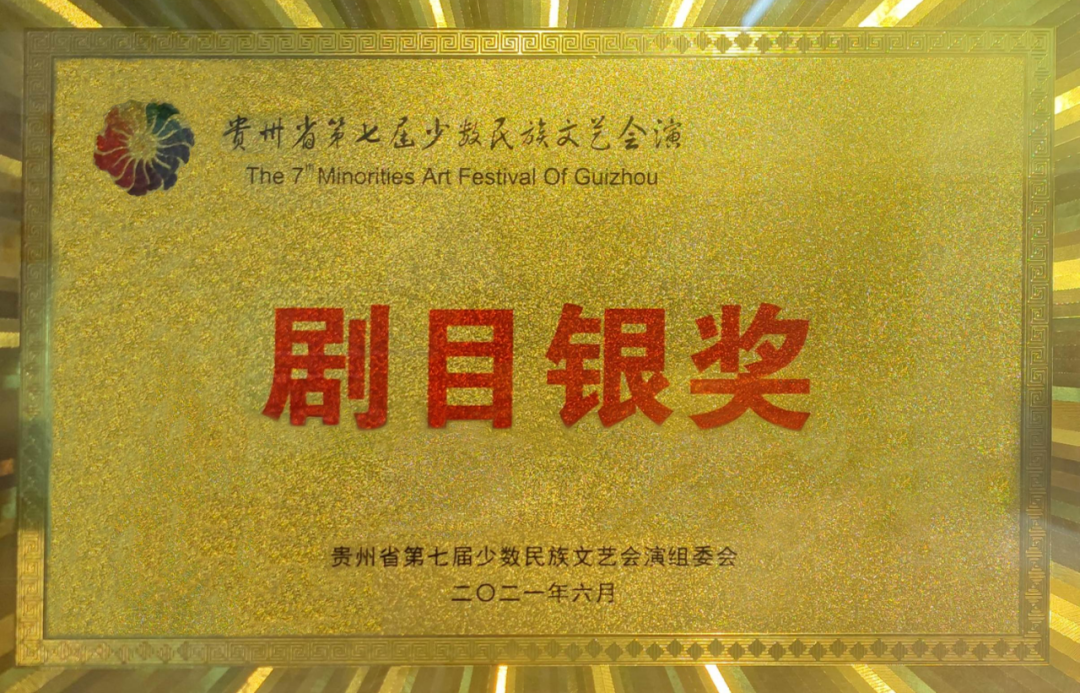 贵州省第七届少数民族文艺会演
The 7th Minorities Art Festival Of Guizhou
剧目银奖
贵州省第七届少数民族文艺会演组委会
二〇二一年六月